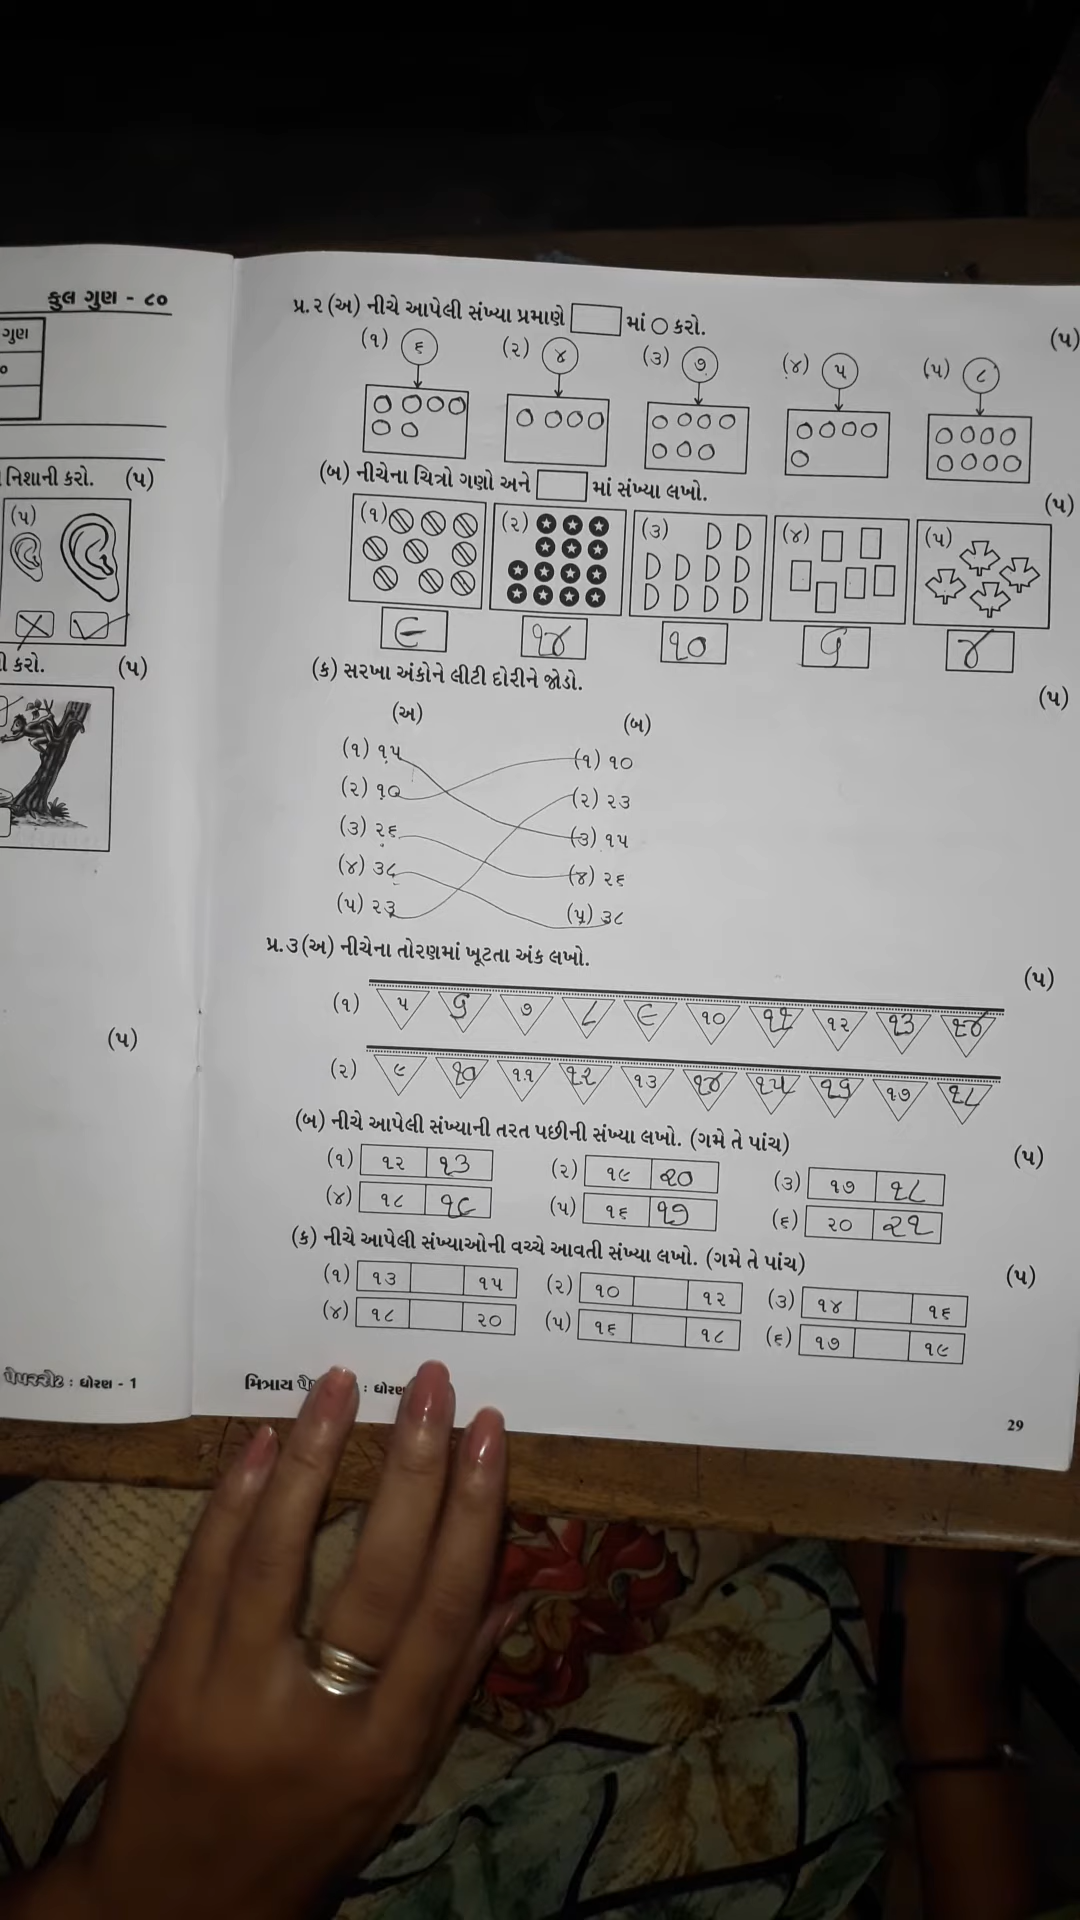 કુલ ગુણ - ૮૦
ગુણ
૦
નિશાની કરો. (૫)
(૫)
કરો. (૫)
(૫)
પેપરસેટ : ધોરણ - 1
પ્ર.૨ (અ) નીચે આપેલી સંખ્યા પ્રમાણે માં ○ કરો. (૫)
(૧) ૬ (૨) ૪ (૩) ૭ (૪) ૫ (૫) ૮
(બ) નીચેના ચિત્રો ગણો અને માં સંખ્યા લખો. (૫)
(૧) (૨) (૩) (૪) (૫)
૯ ૧૪ ૧૦ ૪
(ક) સરખા અંકોને લીટી દોરીને જોડો. (૫)
(અ) (બ)
(૧) ૧૫ (૧) ૧૦
(૨) ૧૦ (૨) ૨૩
(૩) ૨૬ (૩) ૧૫
(૪) ૩૮ (૪) ૨૬
(૫) ૨૩ (૫) ૩૮
પ્ર.૩ (અ) નીચેના તોરણમાં ખૂટતા અંક લખો. (૫)
(૧) ૫ ૬ ૭ ૮ ૯ ૧૦ ૧૧ ૧૨ ૧૩ ૧૪
(૨) ૯ ૧૦ ૧૧ ૧૨ ૧૩ ૧૪ ૧૫ ૧૬ ૧૭ ૧૮
(બ) નીચે આપેલી સંખ્યાની તરત પછીની સંખ્યા લખો. (ગમે તે પાંચ) (૫)
(૧) ૧૨ ૧૩ (૨) ૧૯ ૨૦ (૩) ૧૭ ૧૮
(૪) ૧૮ ૧૯ (૫) ૧૬ ૧૭ (૬) ૨૦ ૨૧
(ક) નીચે આપેલી સંખ્યાઓની વચ્ચે આવતી સંખ્યા લખો. (ગમે તે પાંચ) (૫)
(૧) ૧૩ ૧૫ (૨) ૧૦ ૧૨ (૩) ૧૪ ૧૬
(૪) ૧૮ ૨૦ (૫) ૧૬ ૧૮ (૬) ૧૭ ૧૯
મિત્રાય : ધોરણ
29